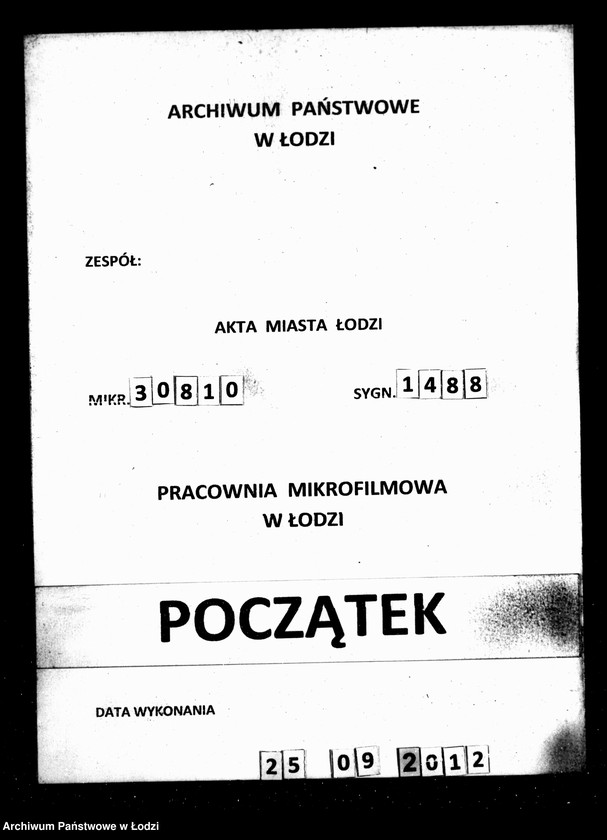 ARCHIWUM PAŃSTWOWE
W ŁODZI
ZESPÓŁ:
AKTA MIASTA ŁODZI
MIKR. 30810 SYGN. 1488
PRACOWNIA MIKROFILMOWA
W ŁODZI
POCZĄTEK
DATA WYKONANIA
25 09 2012
Archiwum Państwowe w Łodzi